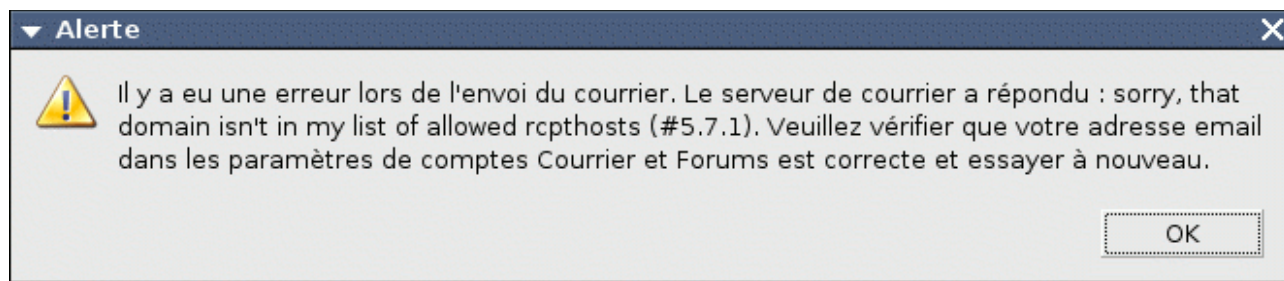 Alerte
Il y a eu une erreur lors de l'envoi du courrier. Le serveur de courrier a répondu : sorry, that
domain isn't in my list of allowed rcpthosts (#5.7.1). Veuillez vérifier que votre adresse email
dans les paramètres de comptes Courrier et Forums est correcte et essayer à nouveau.
OK